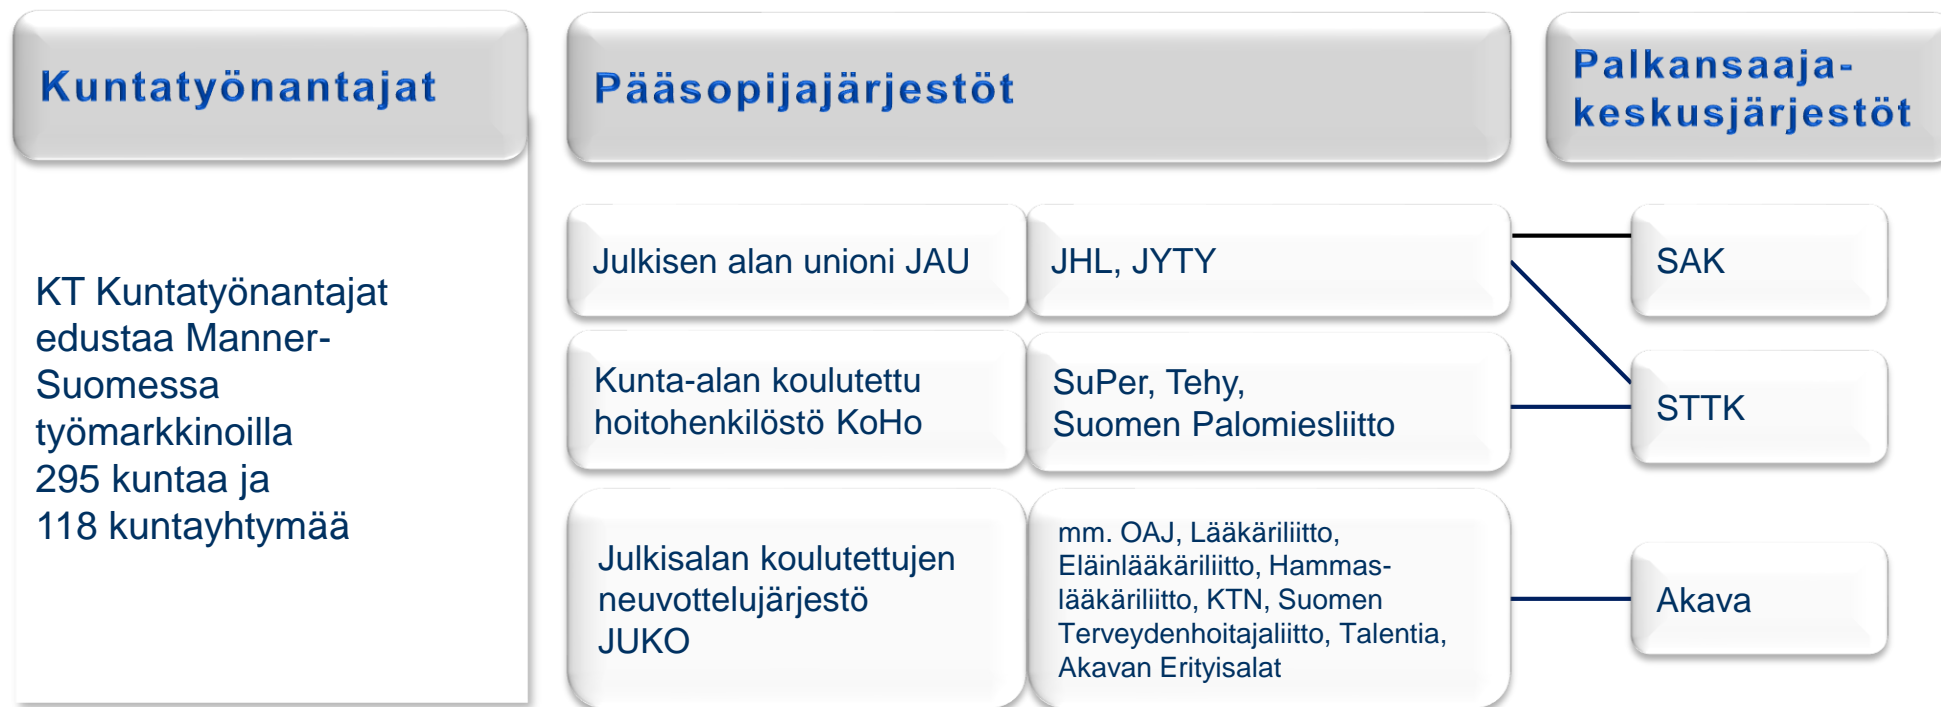 Kuntatyönantajat
KT Kuntatyönantajat
edustaa Manner-
Suomessa
työmarkkinoilla
295 kuntaa ja
118 kuntayhtymää
Pääsopijajärjestöt
Julkisen alan unioni JAU
JHL, JYTY
Kunta-alan koulutettu
hoitohenkilöstö KoHo
SuPer, Tehy,
Suomen Palomiesliitto
Julkisalan koulutettujen
neuvottelujärjestö
JUKO
mm. OAJ, Lääkäriliitto,
Eläinlääkäriliitto, Hammas-
lääkäriliitto, KTN, Suomen
Terveydenhoitajaliitto, Talentia,
Akavan Erityisalat
Palkansaaja-
keskusjärjestöt
SAK
STTK
Akava